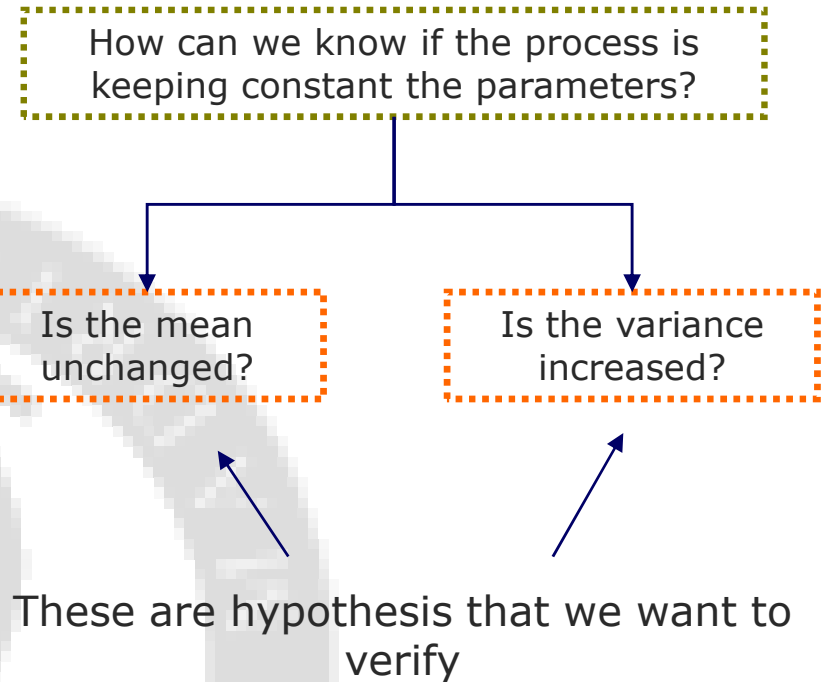 How can we know if the process is
keeping constant the parameters?
Is the mean
unchanged?
Is the variance
increased?
These are hypothesis that we want to
verify